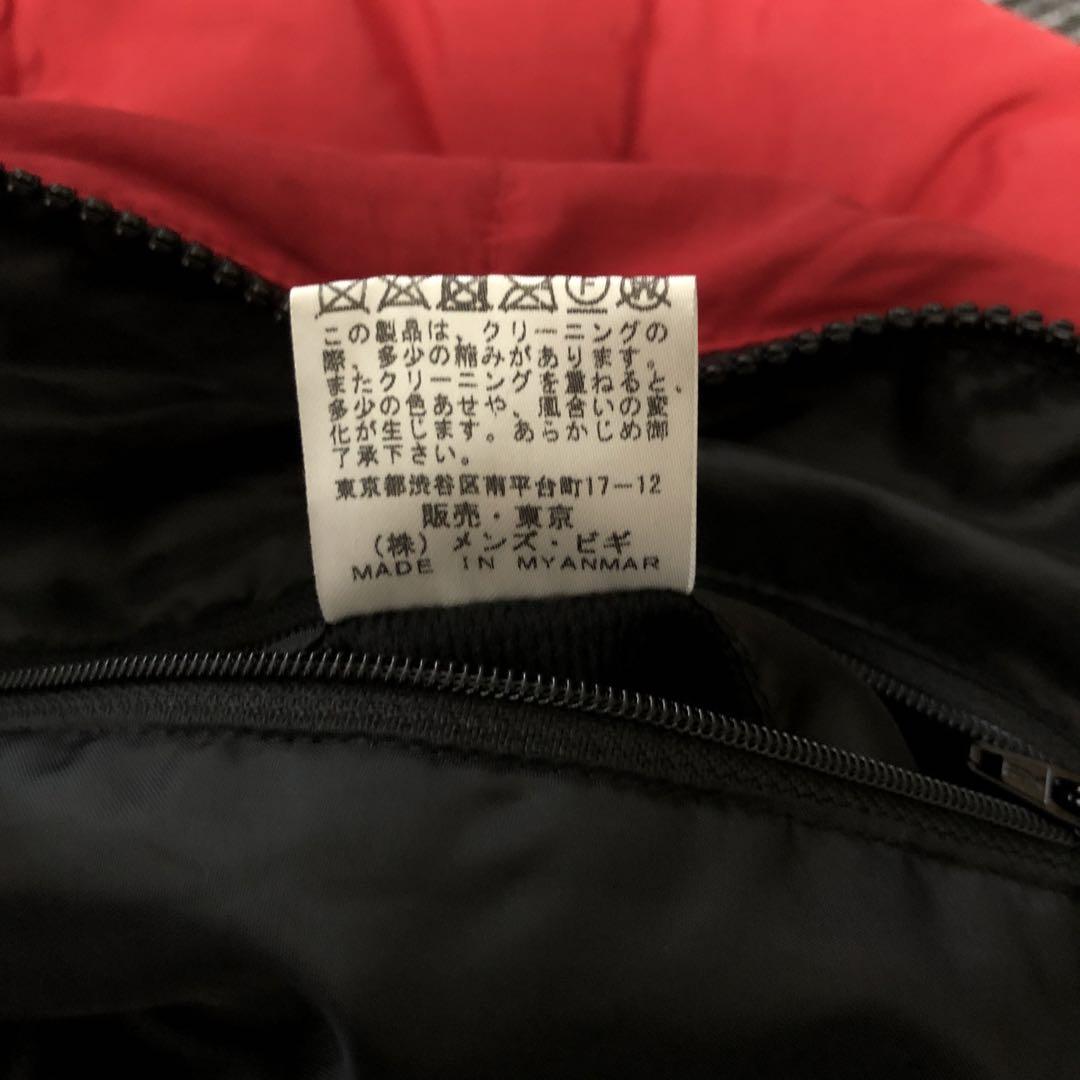 F W
この製品は、クリーニングの
際、多少の縮みがあります。
またクリーニングを重ねると、
多少の色あせや、風合いの変
化が生じます。あらかじめ御
了承下さい。
東京都渋谷区南平台町17-12
販売・東京
(株)メンズ・ビギ
MADE IN MYANMAR